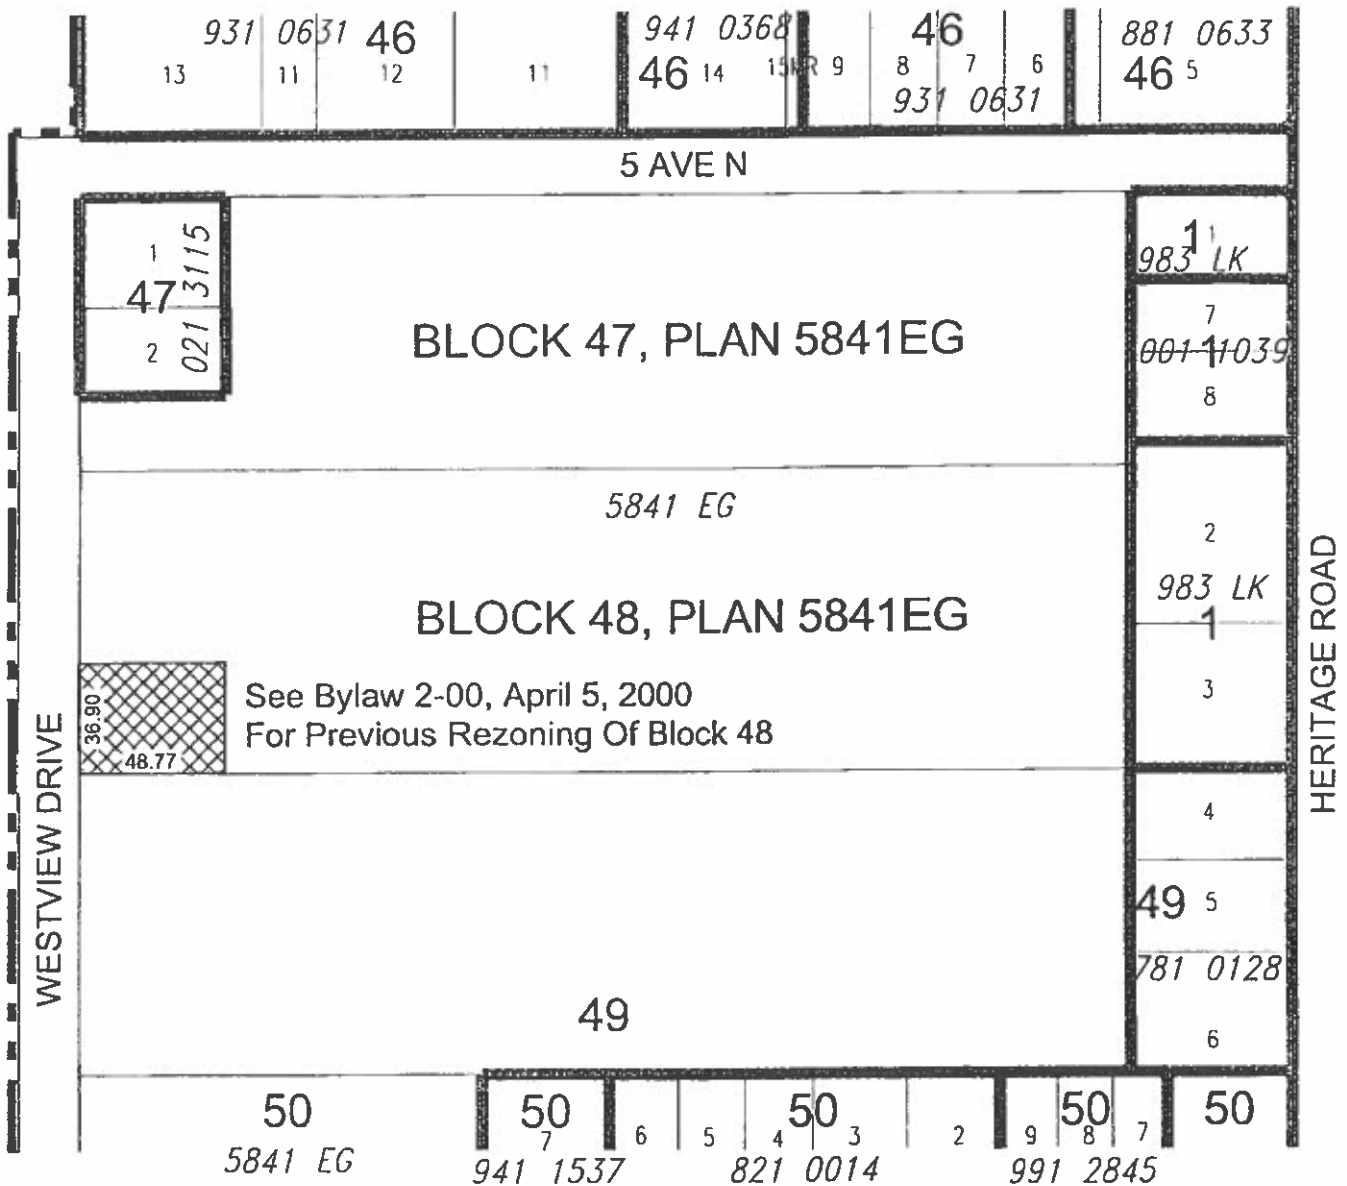 931 0631 46
13 11 12 11
941 0368
46 14 15
46
9 8 7 6
931 0631
881 0633
46 5
5 AVE N
1
47
2
021 3115
BLOCK 47, PLAN 5841EG
1 1
983 LK
7
001 1039
1
8
5841 EG
BLOCK 48, PLAN 5841EG
2
983 LK
1
3
See Bylaw 2-00, April 5, 2000
For Previous Rezoning Of Block 48
36.90
48.77
WESTVIEW DRIVE
HERITAGE ROAD
4
49 5
781 0128
6
49
50
5841 EG
50
7
941 1537
50
6 5 4 3 2
821 0014
50
9 8 7
991 2845
50